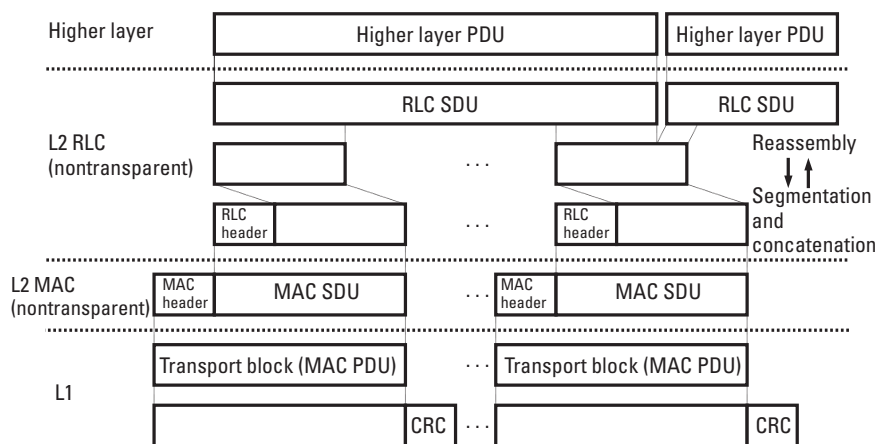 Higher layer
Higher layer PDU
Higher layer PDU
RLC SDU
RLC SDU
L2 RLC
(nontransparent)
...
Reassembly
RLC
header
...
RLC
header
Segmentation
and
concatenation
L2 MAC
(nontransparent)
MAC
header
MAC SDU
...
MAC
header
MAC SDU
L1
Transport block (MAC PDU)
...
Transport block (MAC PDU)
CRC
...
CRC